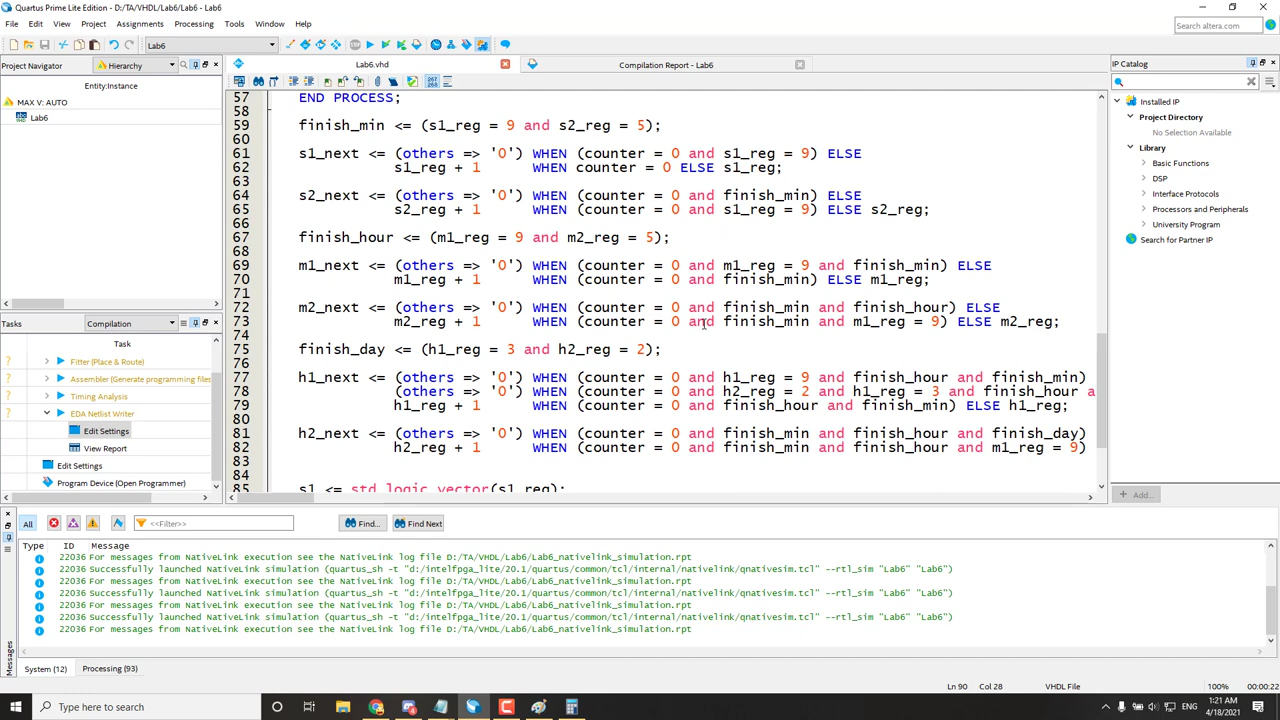 Quartus Prime Lite Edition - D:/TA/VHDL/Lab6/Lab6 - Lab6
File Edit View Project Assignments Processing Tools Window Help
Search altera.com
Lab6
Project Navigator Hierarchy
Lab6.vhd
Compilation Report - Lab6
IP Catalog
Entity:Instance
MAX V: AUTO
Lab6
57 END PROCESS;
58
59 finish_min <= (s1_reg = 9 and s2_reg = 5);
60
61 s1_next <= (others => '0') WHEN (counter = 0 and s1_reg = 9) ELSE
62 s1_reg + 1 WHEN counter = 0 ELSE s1_reg;
63
64 s2_next <= (others => '0') WHEN (counter = 0 and finish_min) ELSE
65 s2_reg + 1 WHEN (counter = 0 and s1_reg = 9) ELSE s2_reg;
66
67 finish_hour <= (m1_reg = 9 and m2_reg = 5);
68
69 m1_next <= (others => '0') WHEN (counter = 0 and m1_reg = 9 and finish_min) ELSE
70 m1_reg + 1 WHEN (counter = 0 and finish_min) ELSE m1_reg;
71
72 m2_next <= (others => '0') WHEN (counter = 0 and finish_min and finish_hour) ELSE
73 m2_reg + 1 WHEN (counter = 0 and finish_min and m1_reg = 9) ELSE m2_reg;
74
75 finish_day <= (h1_reg = 3 and h2_reg = 2);
76
77 h1_next <= (others => '0') WHEN (counter = 0 and h1_reg = 9 and finish_hour and finish_min)
78 (others => '0') WHEN (counter = 0 and h2_reg = 2 and h1_reg = 3 and finish_hour a
79 h1_reg + 1 WHEN (counter = 0 and finish_hour and finish_min) ELSE h1_reg;
80
81 h2_next <= (others => '0') WHEN (counter = 0 and finish_min and finish_hour and finish_day)
82 h2_reg + 1 WHEN (counter = 0 and finish_min and finish_hour and m1_reg = 9)
83
84
85 s1 <= std_logic_vector(s1_reg);
Installed IP
Project Directory
No Selection Available
Library
Basic Functions
DSP
Interface Protocols
Processors and Peripherals
University Program
Search for Partner IP
Add...
Tasks Compilation
Task
Fitter (Place & Route)
Assembler (Generate programming files
Timing Analysis
EDA Netlist Writer
Edit Settings
View Report
Edit Settings
Program Device (Open Programmer)
All <<Filter>> Find... Find Next
Type ID Message
22036 For messages from NativeLink execution see the NativeLink log file D:/TA/VHDL/Lab6/Lab6_nativelink_simulation.rpt
22036 Successfully launched NativeLink simulation (quartus_sh -t "d:/intelfpga_lite/20.1/quartus/common/tcl/internal/nativelink/qnativesim.tcl" --rtl_sim "Lab6" "Lab6")
22036 For messages from NativeLink execution see the NativeLink log file D:/TA/VHDL/Lab6/Lab6_nativelink_simulation.rpt
22036 Successfully launched NativeLink simulation (quartus_sh -t "d:/intelfpga_lite/20.1/quartus/common/tcl/internal/nativelink/qnativesim.tcl" --rtl_sim "Lab6" "Lab6")
22036 For messages from NativeLink execution see the NativeLink log file D:/TA/VHDL/Lab6/Lab6_nativelink_simulation.rpt
22036 Successfully launched NativeLink simulation (quartus_sh -t "d:/intelfpga_lite/20.1/quartus/common/tcl/internal/nativelink/qnativesim.tcl" --rtl_sim "Lab6" "Lab6")
22036 For messages from NativeLink execution see the NativeLink log file D:/TA/VHDL/Lab6/Lab6_nativelink_simulation.rpt
Messages
System (12) Processing (93)
Ln 90 Col 28 VHDL File 100% 00:00:22
Type here to search
ENG
1:21 AM
4/18/2021